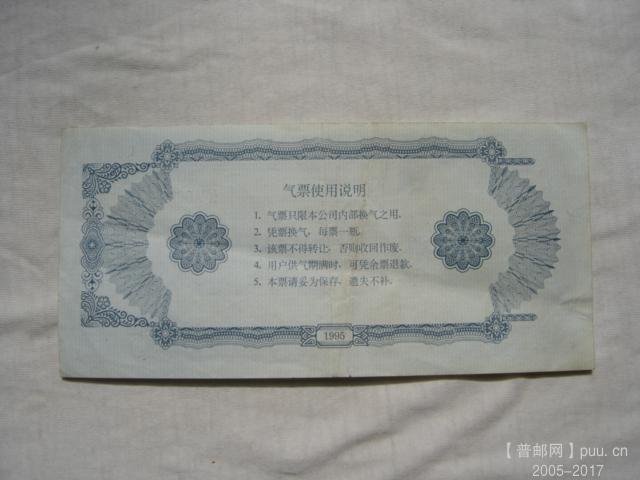 气票使用说明
1. 气票只限本公司内部换气之用.
2. 凭票换气, 每票一瓶.
3. 该票不得转让, 否则收回作废.
4. 用户供气期满时, 可凭余票退款.
5. 本票请妥为保存, 遗失不补.
1995
【普邮网】puu.cn
2005-2017